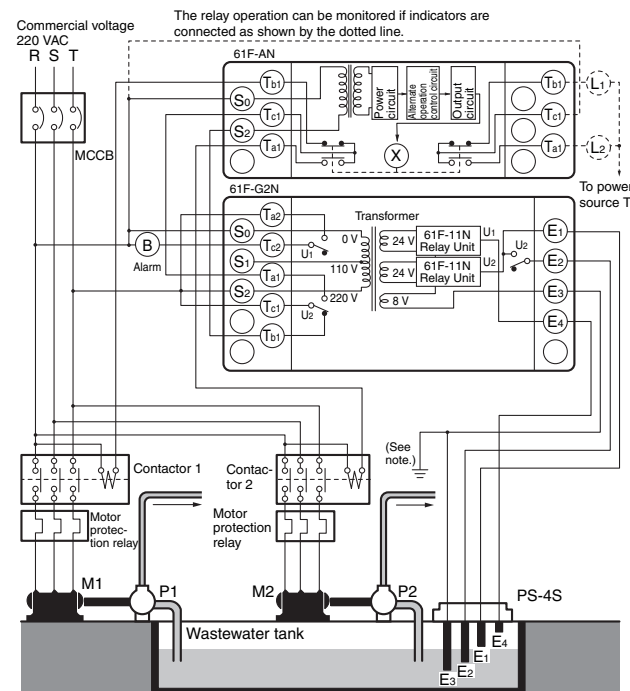 The relay operation can be monitored if indicators are
connected as shown by the dotted line.
Commercial voltage
220 VAC
R S T
MCCB
61F-AN
S0
S2
Tb1
Tc1
Ta1
Power circuit
Alternate operation control circuit
Output circuit
X
Tb1
Tc1
Ta1
L1
L2
To power
source T
61F-G2N
B
Alarm
S0
S1
S2
Ta2
Tc2
Ta1
Tc1
Tb1
U1
U2
Transformer
0 V
110 V
220 V
24 V
24 V
8 V
61F-11N
Relay Unit
U1
61F-11N
Relay Unit
U2
U2
E1
E2
E3
E4
(See
note.)
Contactor 1
Contac-
tor 2
Motor
protec-
tion relay
Motor
protection
relay
M1
P1
M2
P2
PS-4S
Wastewater tank
E3
E2
E1
E4